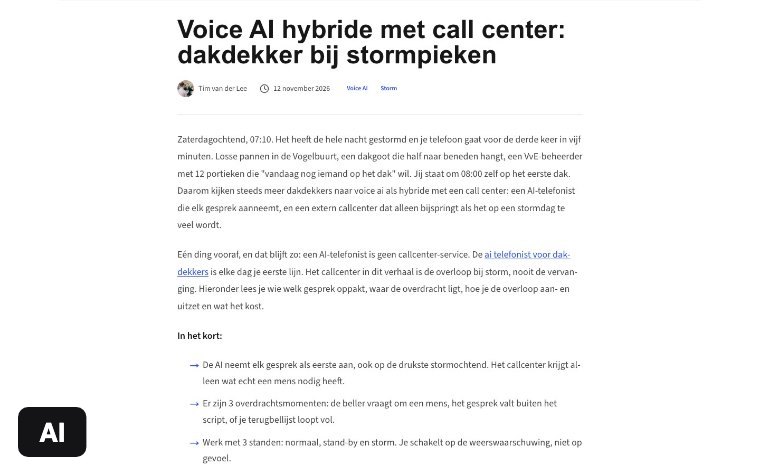 Voice AI hybride met call center:
dakdekker bij stormpieken
Tim van der Lee 12 november 2026 Voice AI Storm
Zaterdagochtend, 07:10. Het heeft de hele nacht gestormd en je telefoon gaat voor de derde keer in vijf
minuten. Losse pannen in de Vogelbuurt, een dakgoot die half naar beneden hangt, een VvE-beheerder
met 12 portieken die "vandaag nog iemand op het dak" wil. Jij staat om 08:00 zelf op het eerste dak.
Daarom kijken steeds meer dakdekkers naar voice ai als hybride met een call center: een AI-telefonist
die elk gesprek aanneemt, en een extern callcenter dat alleen bijspringt als het op een stormdag te
veel wordt.
Eén ding vooraf, en dat blijft zo: een AI-telefonist is geen callcenter-service. De ai telefonist voor dak-
dekkers is elke dag je eerste lijn. Het callcenter in dit verhaal is de overloop bij storm, nooit de vervan-
ging. Hieronder lees je wie welk gesprek oppakt, waar de overdracht ligt, hoe je de overloop aan- en
uitzet en wat het kost.
In het kort:
→ De AI neemt elk gesprek als eerste aan, ook op de drukste stormochtend. Het callcenter krijgt al-
leen wat echt een mens nodig heeft.
→ Er zijn 3 overdrachtsmomenten: de beller vraagt om een mens, het gesprek valt buiten het
script, of je terugbellijst loopt vol.
→ Werk met 3 standen: normaal, stand-by en storm. Je schakelt op de weerswaarschuwing, niet op
gevoel.
AI